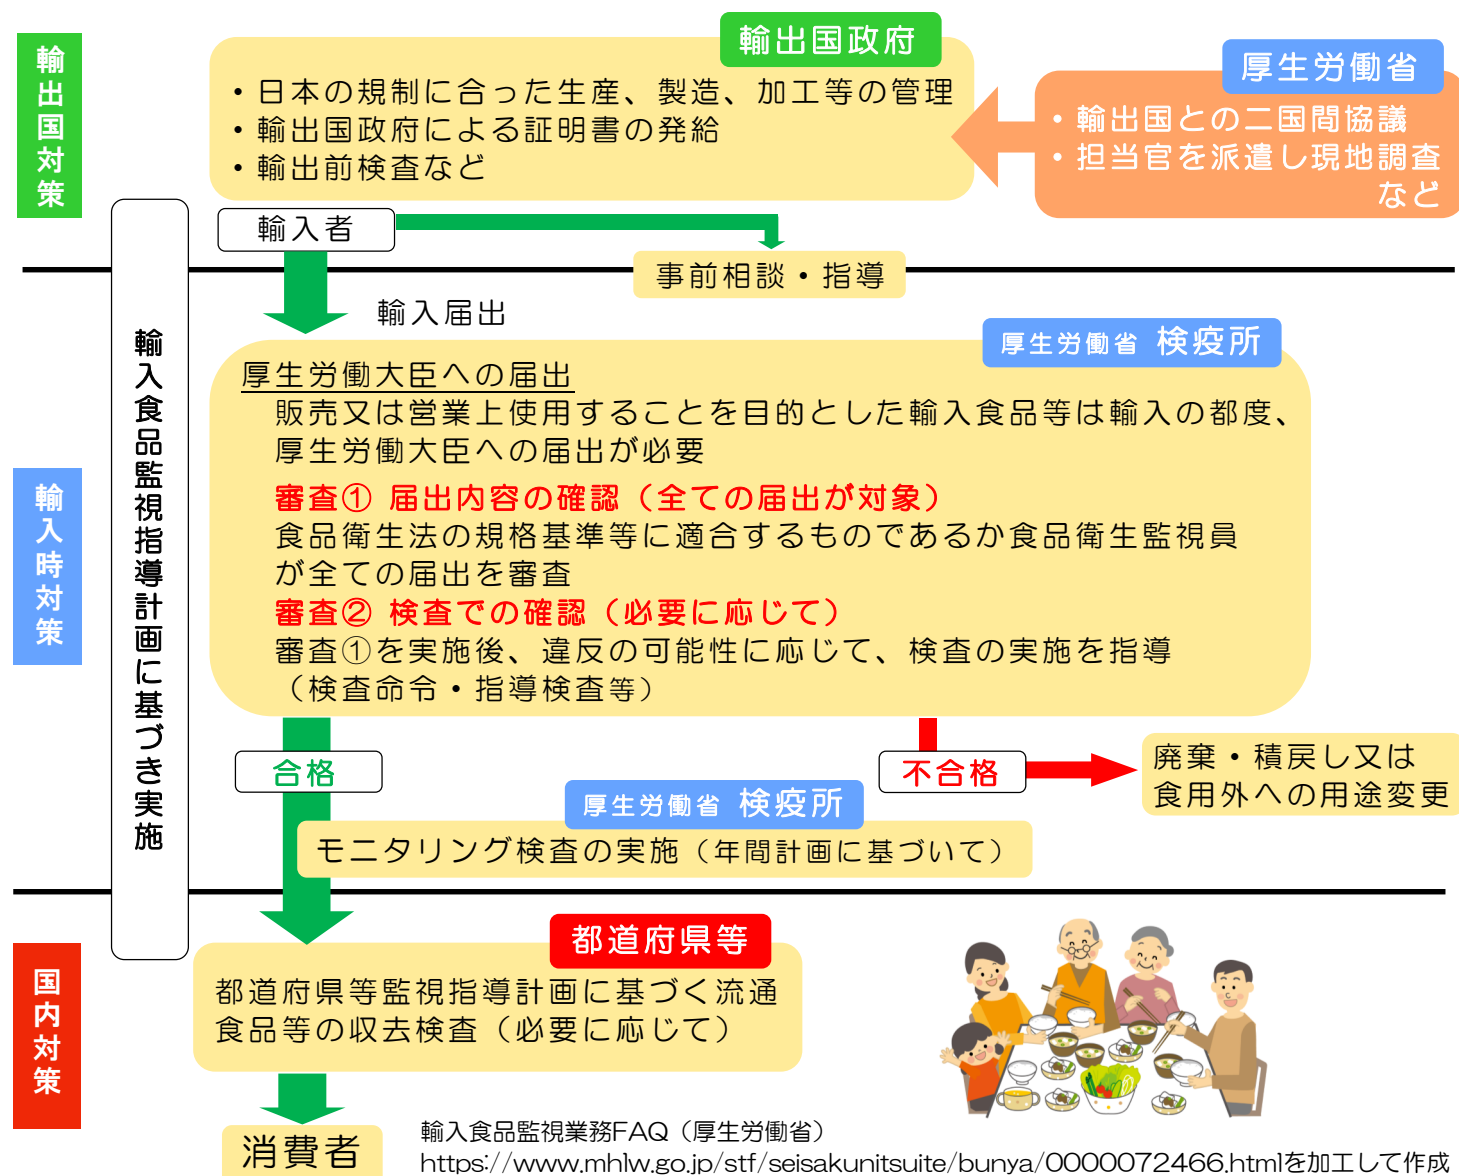 輸出国対策
輸出国政府
・日本の規制に合った生産、製造、加工等の管理
・輸出国政府による証明書の発給
・輸出前検査など
厚生労働省
・輸出国との二国間協議
・担当官を派遣し現地調査
など
輸入者
事前相談・指導
輸入食品監視指導計画に基づき実施
輸入時対策
輸入届出
厚生労働省 検疫所
厚生労働大臣への届出
販売又は営業上使用することを目的とした輸入食品等は輸入の都度、
厚生労働大臣への届出が必要
審査① 届出内容の確認（全ての届出が対象）
食品衛生法の規格基準等に適合するものであるか食品衛生監視員
が全ての届出を審査
審査② 検査での確認（必要に応じて）
審査①を実施後、違反の可能性に応じて、検査の実施を指導
（検査命令・指導検査等）
合格
不合格
廃棄・積戻し又は
食用外への用途変更
厚生労働省 検疫所
モニタリング検査の実施（年間計画に基づいて）
国内対策
都道府県等
都道府県等監視指導計画に基づく流通
食品等の収去検査（必要に応じて）
消費者
輸入食品監視業務FAQ（厚生労働省）
https://www.mhlw.go.jp/stf/seisakunitsuite/bunya/0000072466.htmlを加工して作成